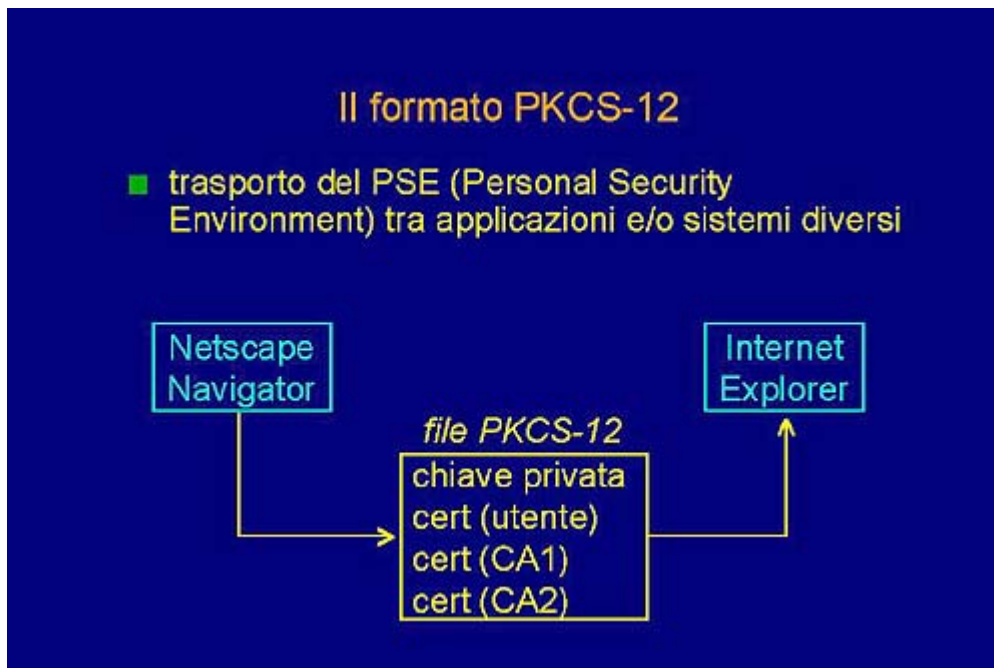 Il formato PKCS-12
trasporto del PSE (Personal Security
Environment) tra applicazioni e/o sistemi diversi
Netscape
Navigator
Internet
Explorer
file PKCS-12
chiave privata
cert (utente)
cert (CA1)
cert (CA2)